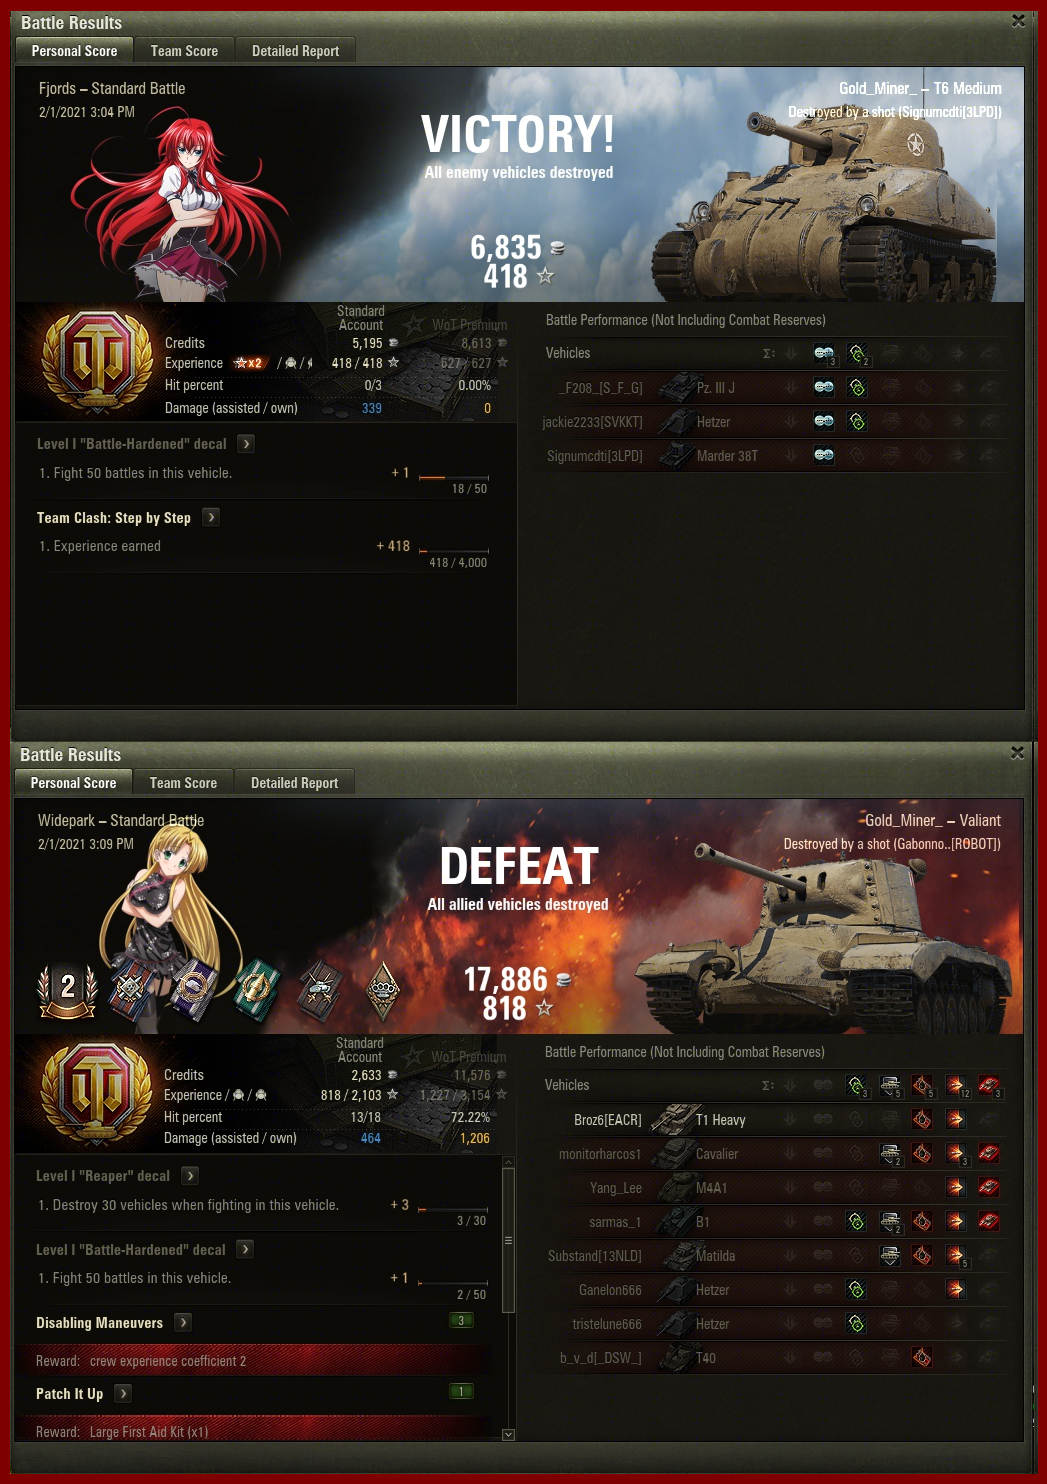 Battle Results
Personal Score Team Score Detailed Report
Fjords – Standard Battle
2/1/2021 3:04 PM
Gold_Miner_ – T6 Medium
Destroyed by a shot (Signumcdti[3LPD])
VICTORY!
All enemy vehicles destroyed
6,835
418
Standard Account
WoT Premium
Credits 5,195 8,613
Experience x2 / / 418 / 418 627 / 627
Hit percent 0/3 0.00%
Damage (assisted / own) 339 0
Level I "Battle-Hardened" decal
1. Fight 50 battles in this vehicle. + 1
18 / 50
Team Clash: Step by Step
1. Experience earned + 418
418 / 4,000
Battle Performance (Not Including Combat Reserves)
Vehicles Σ: 3 2
_F208_[S_F_G] Pz. III J
jackie2233[SVKKT] Hetzer
Signumcdti[3LPD] Marder 38T
Battle Results
Personal Score Team Score Detailed Report
Widepark – Standard Battle
2/1/2021 3:09 PM
Gold_Miner_ – Valiant
Destroyed by a shot (Gabonno..[ROBOT])
DEFEAT
All allied vehicles destroyed
2
17,886
818
Standard Account
WoT Premium
Credits 2,633 11,576
Experience / / 818 / 2,103 1,227 / 3,154
Hit percent 13/18 72.22%
Damage (assisted / own) 464 1,206
Level I "Reaper" decal
1. Destroy 30 vehicles when fighting in this vehicle. + 3
3 / 30
Level I "Battle-Hardened" decal
1. Fight 50 battles in this vehicle. + 1
2 / 50
Disabling Maneuvers 3
Reward: crew experience coefficient 2
Patch It Up 1
Reward: Large First Aid Kit (x1)
Battle Performance (Not Including Combat Reserves)
Vehicles Σ: 3 5 5 12 3
Broz6[EACR] T1 Heavy
monitorharcos1 Cavalier 2 3
Yang_Lee M4A1
sarmas_1 B1 2
Substand[13NLD] Matilda 5
Ganelon666 Hetzer
tristelune666 Hetzer
b_v_d[_DSW_] T40